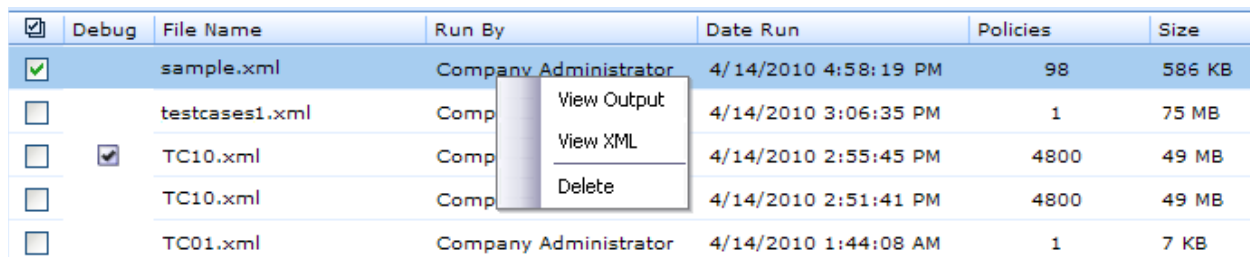 Debug File Name Run By Date Run Policies Size
sample.xml Company Administrator 4/14/2010 4:58:19 PM 98 586 KB
View Output
testcases1.xml Comp 4/14/2010 3:06:35 PM 1 75 MB
View XML
TC10.xml Comp 4/14/2010 2:55:45 PM 4800 49 MB
Delete
TC10.xml Comp 4/14/2010 2:51:41 PM 4800 49 MB
TC01.xml Company Administrator 4/14/2010 1:44:08 AM 1 7 KB